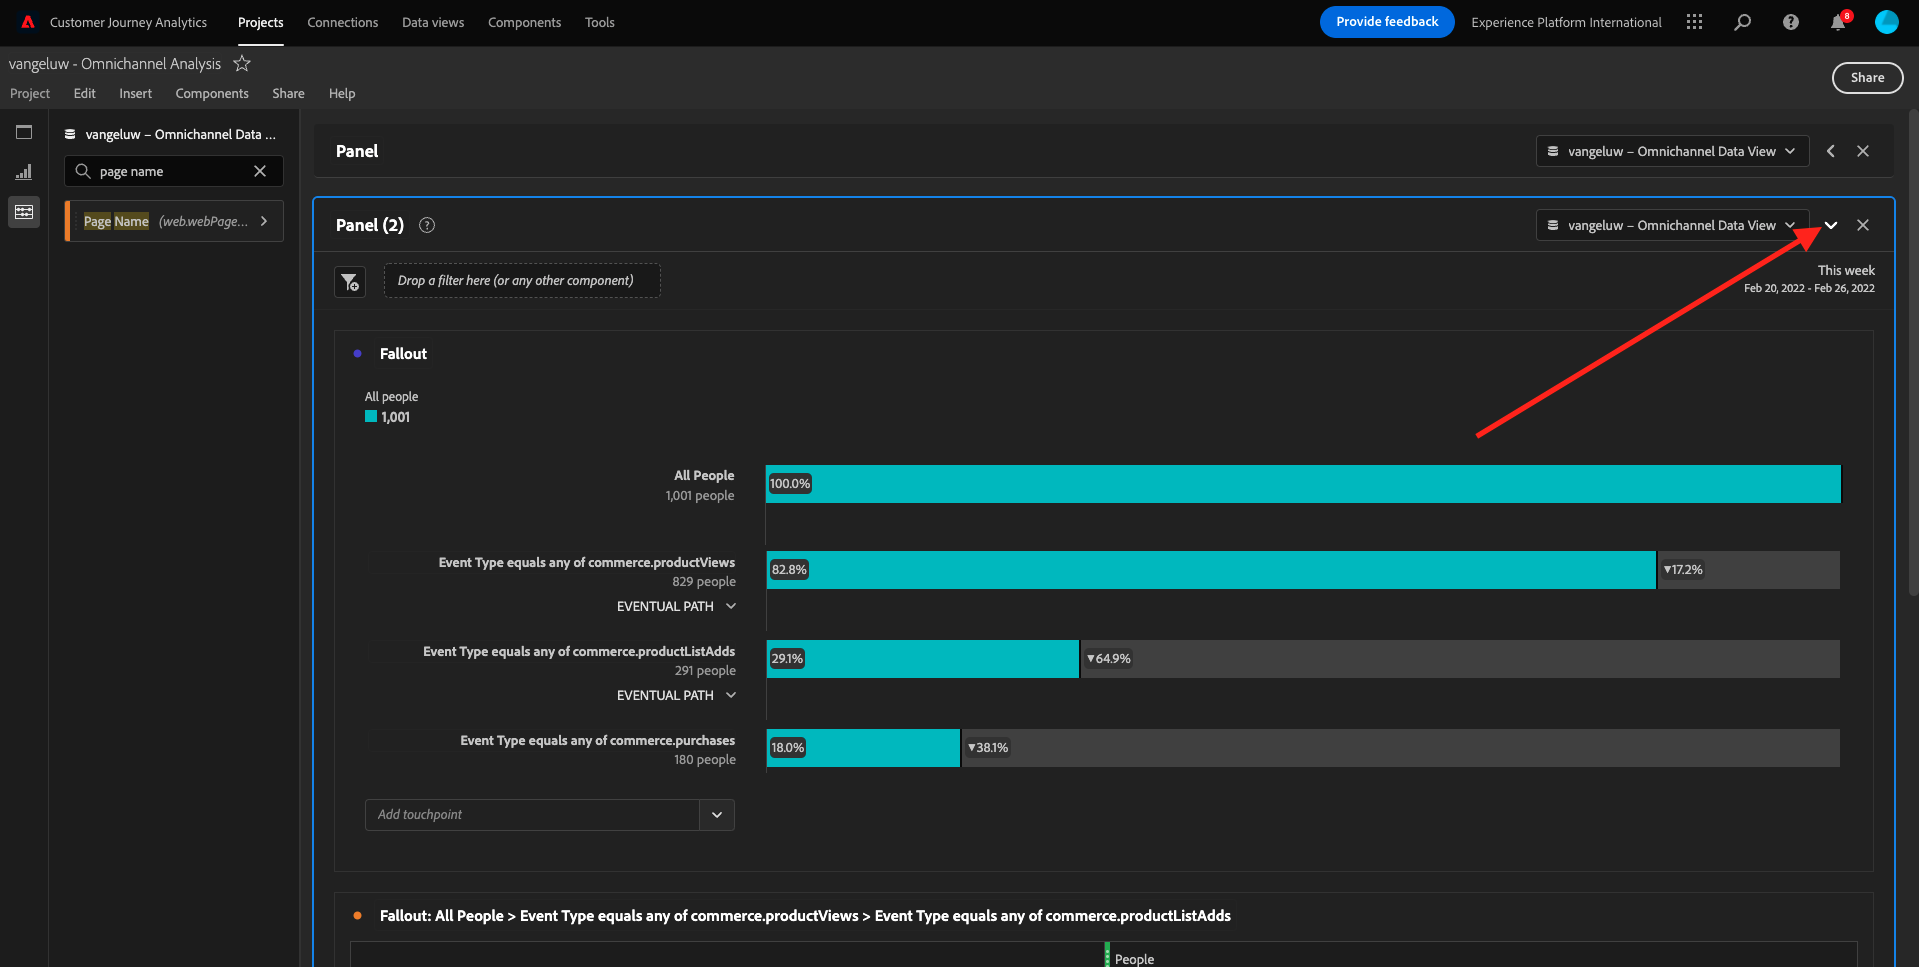 Customer Journey Analytics Projects Connections Data views Components Tools Provide feedback Experience Platform International 8
vangeluw - Omnichannel Analysis
Share
Project Edit Insert Components Share Help
vangeluw – Omnichannel Data ...
page name
Page Name (web.webPage...
Panel
vangeluw – Omnichannel Data View
Panel (2)
vangeluw – Omnichannel Data View
Drop a filter here (or any other component)
This week
Feb 20, 2022 - Feb 26, 2022
Fallout
All people
1,001
All People
1,001 people
100.0%
Event Type equals any of commerce.productViews
829 people
EVENTUAL PATH
82.8%
▼17.2%
Event Type equals any of commerce.productListAdds
291 people
EVENTUAL PATH
29.1%
▼64.9%
Event Type equals any of commerce.purchases
180 people
18.0%
▼38.1%
Add touchpoint
Fallout: All People > Event Type equals any of commerce.productViews > Event Type equals any of commerce.productListAdds
People